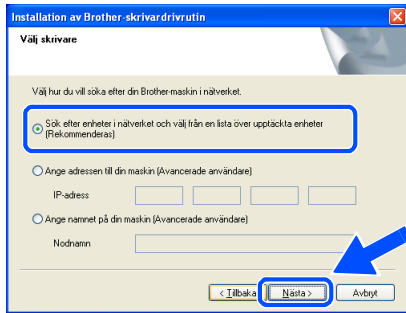 Installation av Brother-skrivardrivrutin
Välj skrivare
Välj hur du vill söka efter din Brother-maskin i nätverket.
Sök efter enheter i nätverket och välj från en lista över upptäckta enheter
(Rekommenderas)
Ange adressen till din maskin (Avancerade användare)
IP-adress
Ange namnet på din maskin (Avancerade användare)
Nodnamn
< Tillbaka Nästa > Avbryt